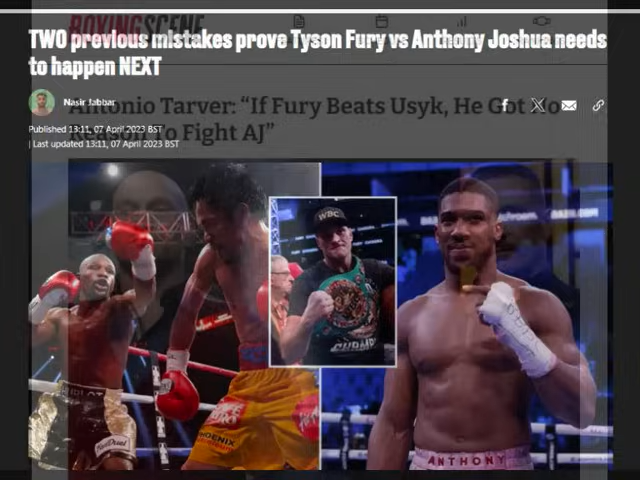 BOXINGSCENE
TWO previous mistakes prove Tyson Fury vs Anthony Joshua needs
to happen NEXT
Nasir Jabbar
Antonio Tarver: “If Fury Beats Usyk, He Got No
Reason To Fight AJ”
Published 13:11, 07 April 2023 BST
| Last updated 13:11, 07 April 2023 BST
WBC
PHOENIX
ANTHONY